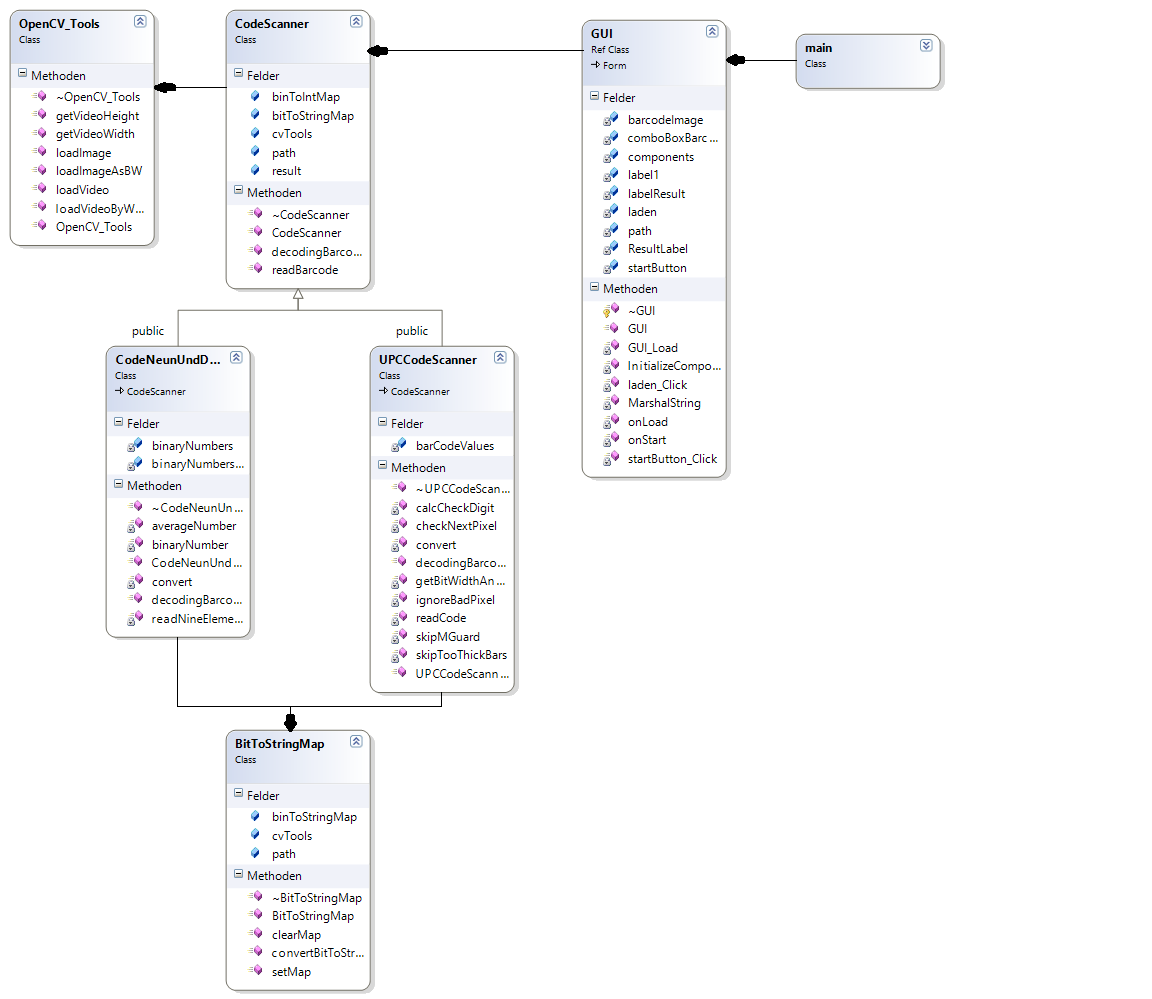 OpenCV_Tools
Class
Methoden
~OpenCV_Tools
getVideoHeight
getVideoWidth
loadImage
loadImageAsBW
loadVideo
loadVideoByW...
OpenCV_Tools
CodeScanner
Class
Felder
binToIntMap
bitToStringMap
cvTools
path
result
Methoden
~CodeScanner
CodeScanner
decodingBarco...
readBarcode
GUI
Ref Class
Form
Felder
barcodeImage
comboBoxBarc...
components
label1
labelResult
laden
path
ResultLabel
startButton
Methoden
~GUI
GUI
GUI_Load
InitializeCompo...
laden_Click
MarshalString
onLoad
onStart
startButton_Click
main
Class
public
public
CodeNeunUndD...
Class
CodeScanner
Felder
binaryNumbers
binaryNumbers...
Methoden
~CodeNeunUn...
averageNumber
binaryNumber
CodeNeunUnd...
convert
decodingBarco...
readNineEleme...
UPCCodeScanner
Class
CodeScanner
Felder
barCodeValues
Methoden
~UPCCodeScan...
calcCheckDigit
checkNextPixel
convert
decodingBarco...
getBitWidthAn...
ignoreBadPixel
readCode
skipMGuard
skipTooThickBars
UPCCodeScann...
BitToStringMap
Class
Felder
binToStringMap
cvTools
path
Methoden
~BitToStringMap
BitToStringMap
clearMap
convertBitToStr...
setMap